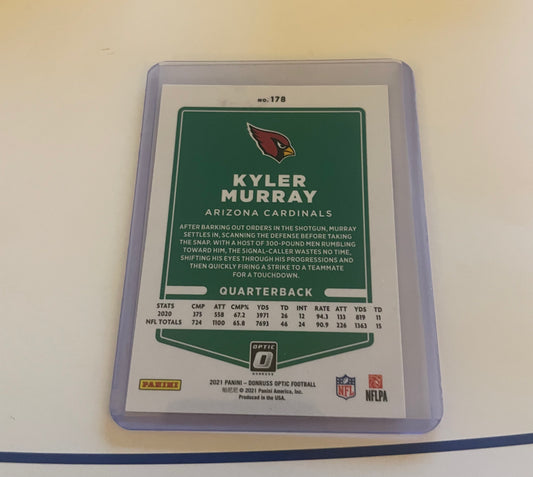 NO. 178
KYLER
MURRAY
ARIZONA CARDINALS
AFTER BARKING OUT ORDERS IN THE SHOTGUN, MURRAY
SETTLES IN, SCANNING THE DEFENSE BEFORE TAKING
THE SNAP. WITH A HOST OF 300-POUND MEN RUMBLING
TOWARD HIM, THE SIGNAL-CALLER WASTES NO TIME,
SHIFTING HIS EYES THROUGH HIS PROGRESSIONS AND
THEN QUICKLY FIRING A STRIKE TO A TEAMMATE
FOR A TOUCHDOWN.
QUARTERBACK
STATS CMP ATT CMP% YDS TD INT RATE ATT YDS TD
2020 375 558 67.2 3971 26 12 94.3 133 819 11
NFL TOTALS 724 1100 65.8 7693 46 24 90.9 226 1363 15
OPTIC
DONRUSS
2021 PANINI – DONRUSS OPTIC FOOTBALL
© 2021 Panini America, Inc.
Produced in the USA.
PANINI
NFL
NFLPA